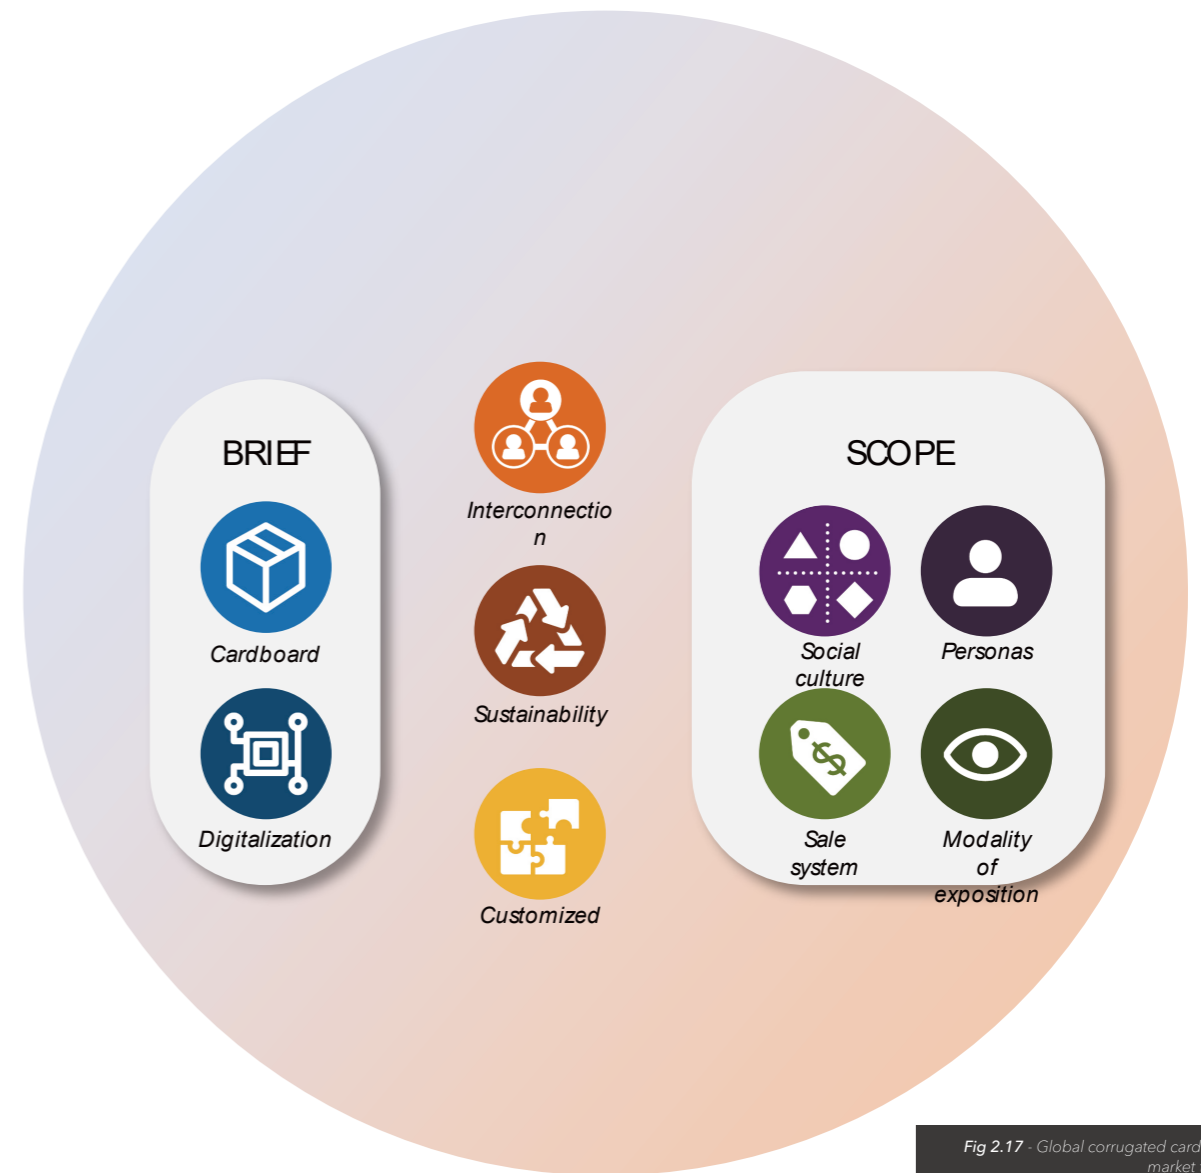 BRIEF
Cardboard
Digitalization
Interconnectio
n
Sustainability
Customized
SCOPE
Social
culture
Personas
Sale
system
Modality
of
exposition
Fig 2.17 - Global corrugated card
market